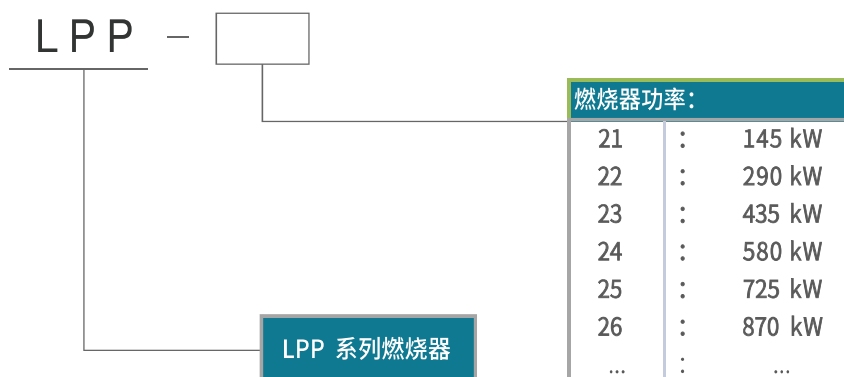 LPP –
燃烧器功率：
21 : 145 kW
22 : 290 kW
23 : 435 kW
24 : 580 kW
25 : 725 kW
26 : 870 kW
... : ...
LPP 系列燃烧器